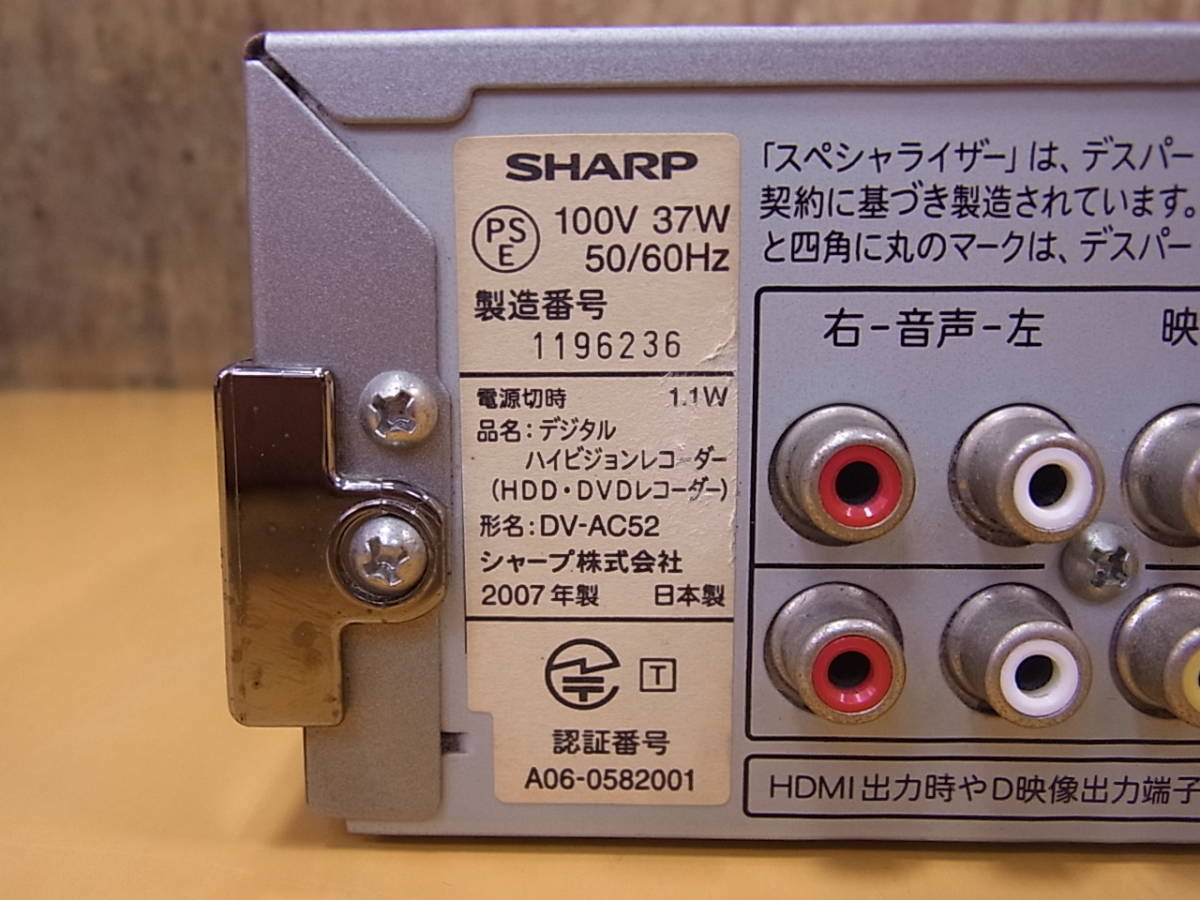 SHARP
PSE
100V 37W
50/60Hz
製造番号
1196236
電源切時 1.1W
品名:デジタル
ハイビジョンレコーダー
(HDD・DVDレコーダー)
形名:DV-AC52
シャープ株式会社
2007年製 日本製
T
認証番号
A06-0582001
「スペシャライザー」は、デスパー
契約に基づき製造されています。
と四角に丸のマークは、デスパー
右-音声-左
映
HDMI出力時やD映像出力端子